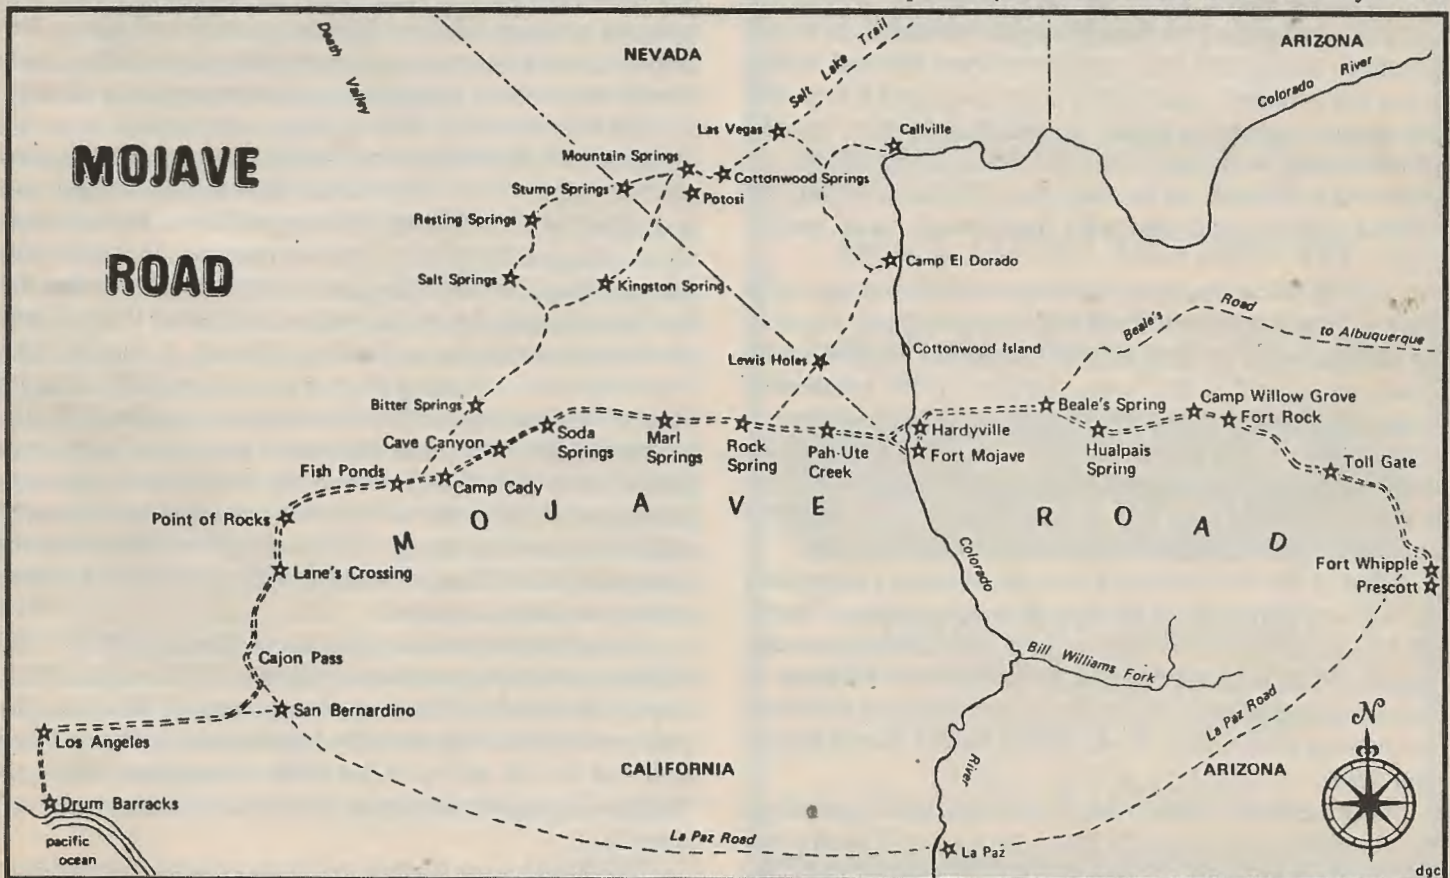 MOJAVE
ROAD
Death
Valley
NEVADA
ARIZONA
Salt Lake Trail
Colorado River
Las Vegas
Callville
Mountain Springs
Cottonwood Springs
Stump Springs
Potosi
Resting Springs
Salt Springs
Kingston Spring
Camp El Dorado
Beale's Road
to Albuquerque
Cottonwood Island
Lewis Holes
Bitter Springs
Beale's Spring
Camp Willow Grove
Fort Rock
Cave Canyon
Soda
Springs
Marl
Springs
Rock
Spring
Pah-Ute
Creek
Hardyville
Fort Mojave
Hualpais
Spring
Toll Gate
Fish Ponds
Camp Cady
Point of Rocks
MOJAVE ROAD
Lane's Crossing
Colorado
Fort Whipple
Prescott
Cajon Pass
Bill Williams Fork
San Bernardino
La Paz Road
N
Los Angeles
CALIFORNIA
River
ARIZONA
Drum Barracks
pacific
ocean
La Paz Road
La Paz
dgc